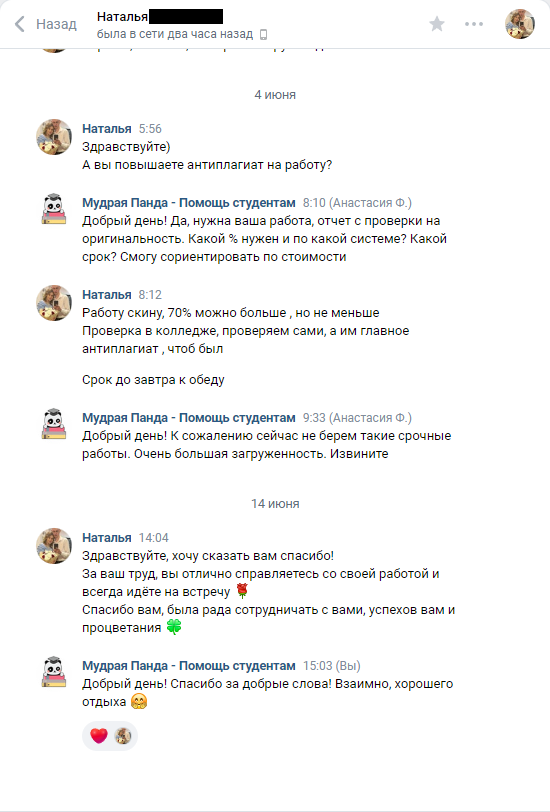 Назад
Наталья
была в сети два часа назад
4 июня
Наталья 5:56
Здравствуйте)
А вы повышаете антиплагиат на работу?
Мудрая Панда - Помощь студентам 8:10 (Анастасия Ф.)
Добрый день! Да, нужна ваша работа, отчет с проверки на
оригинальность. Какой % нужен и по какой системе? Какой
срок? Смогу сориентировать по стоимости
Наталья 8:12
Работу скину, 70% можно больше , но не меньше
Проверка в колледже, проверяем сами, а им главное
антиплагиат , чтоб был
Срок до завтра к обеду
Мудрая Панда - Помощь студентам 9:33 (Анастасия Ф.)
Добрый день! К сожалению сейчас не берем такие срочные
работы. Очень большая загруженность. Извините
14 июня
Наталья 14:04
Здравствуйте, хочу сказать вам спасибо!
За ваш труд, вы отлично справляетесь со своей работой и
всегда идёте на встречу 🌹
Спасибо вам, была рада сотрудничать с вами, успехов вам и
процветания 🍀
Мудрая Панда - Помощь студентам 15:03 (Вы)
Добрый день! Спасибо за добрые слова! Взаимно, хорошего
отдыха 🤗